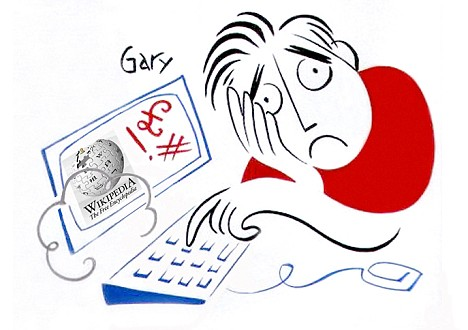 Gary
£!#
WIKIPEDIA
The Free Encyclopedia